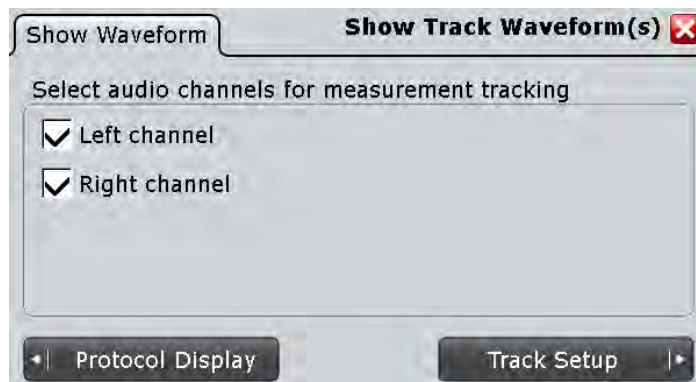 Show Waveform
Show Track Waveform(s)
Select audio channels for measurement tracking
Left channel
Right channel
Protocol Display
Track Setup